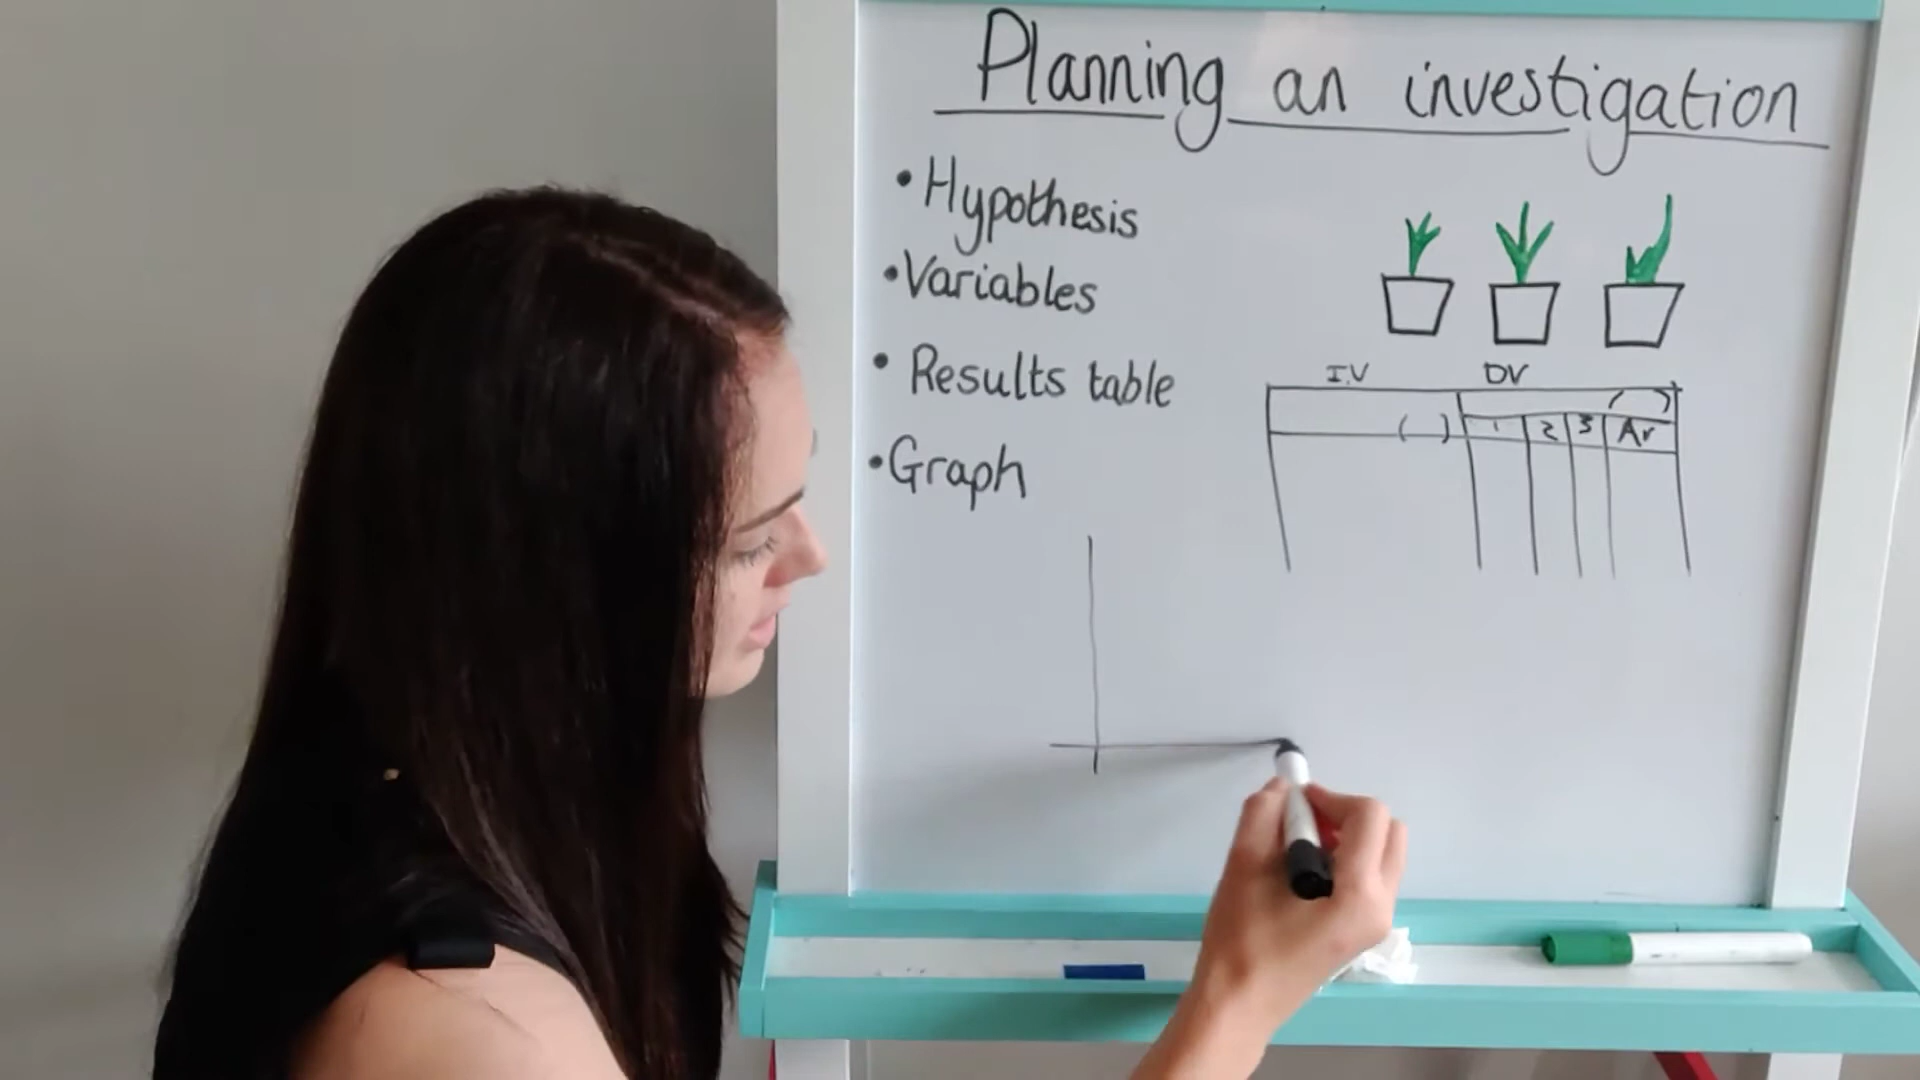 Planning an investigation
• Hypothesis
• Variables
• Results table
• Graph
I.V DV
( )
( ) 1 2 3 Av